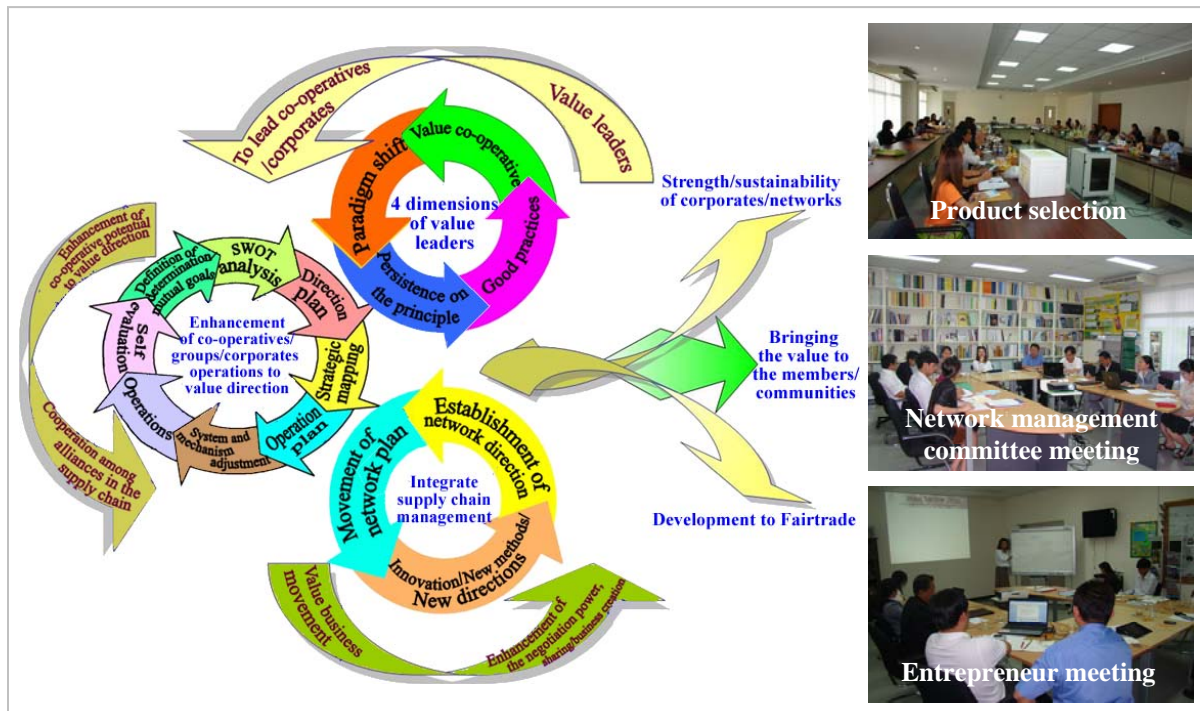 To lead co-operatives
/corporates
Value leaders
Paradigm shift
Value co-operative
Good practices
Persistence on
the principle
4 dimensions
of value
leaders
Enhancement of
co-operative potential
to value direction
Cooperation among
alliances in the
supply chain
Definition of
determination/
mutual goals
SWOT
analysis
Direction
plan
Strategic
mapping
Operation
plan
System and
mechanism
adjustment
Operations
Self
evaluation
Enhancement
of co-operatives/
groups/corporates
operations to
value direction
Movement of
network plan
Establishment of
network direction
Innovation/New methods/
New directions
Integrate
supply chain
management
Value business
movement
Enhancement of
the negotiation power,
sharing/business creation
Strength/sustainability
of corporates/networks
Bringing
the value to
the members/
communities
Development to Fairtrade
Product selection
Network management
committee meeting
Entrepreneur meeting